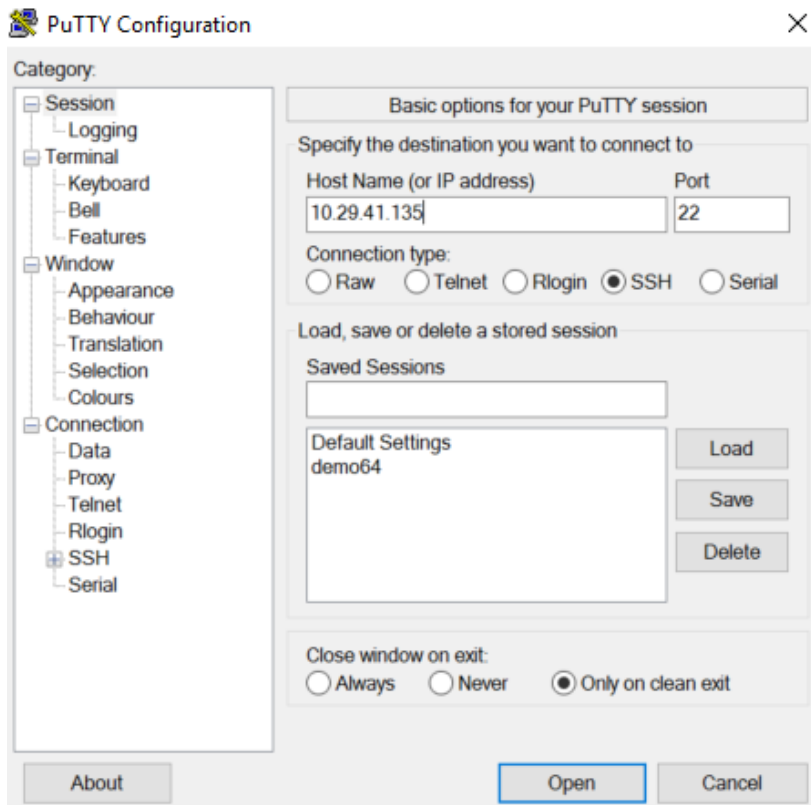 PuTTY Configuration
Category:
Session
Logging
Terminal
Keyboard
Bell
Features
Window
Appearance
Behaviour
Translation
Selection
Colours
Connection
Data
Proxy
Telnet
Rlogin
SSH
Serial
Basic options for your PuTTY session
Specify the destination you want to connect to
Host Name (or IP address) Port
10.29.41.135 22
Connection type:
Raw Telnet Rlogin SSH Serial
Load, save or delete a stored session
Saved Sessions
Default Settings
demo64
Load
Save
Delete
Close window on exit:
Always Never Only on clean exit
About Open Cancel